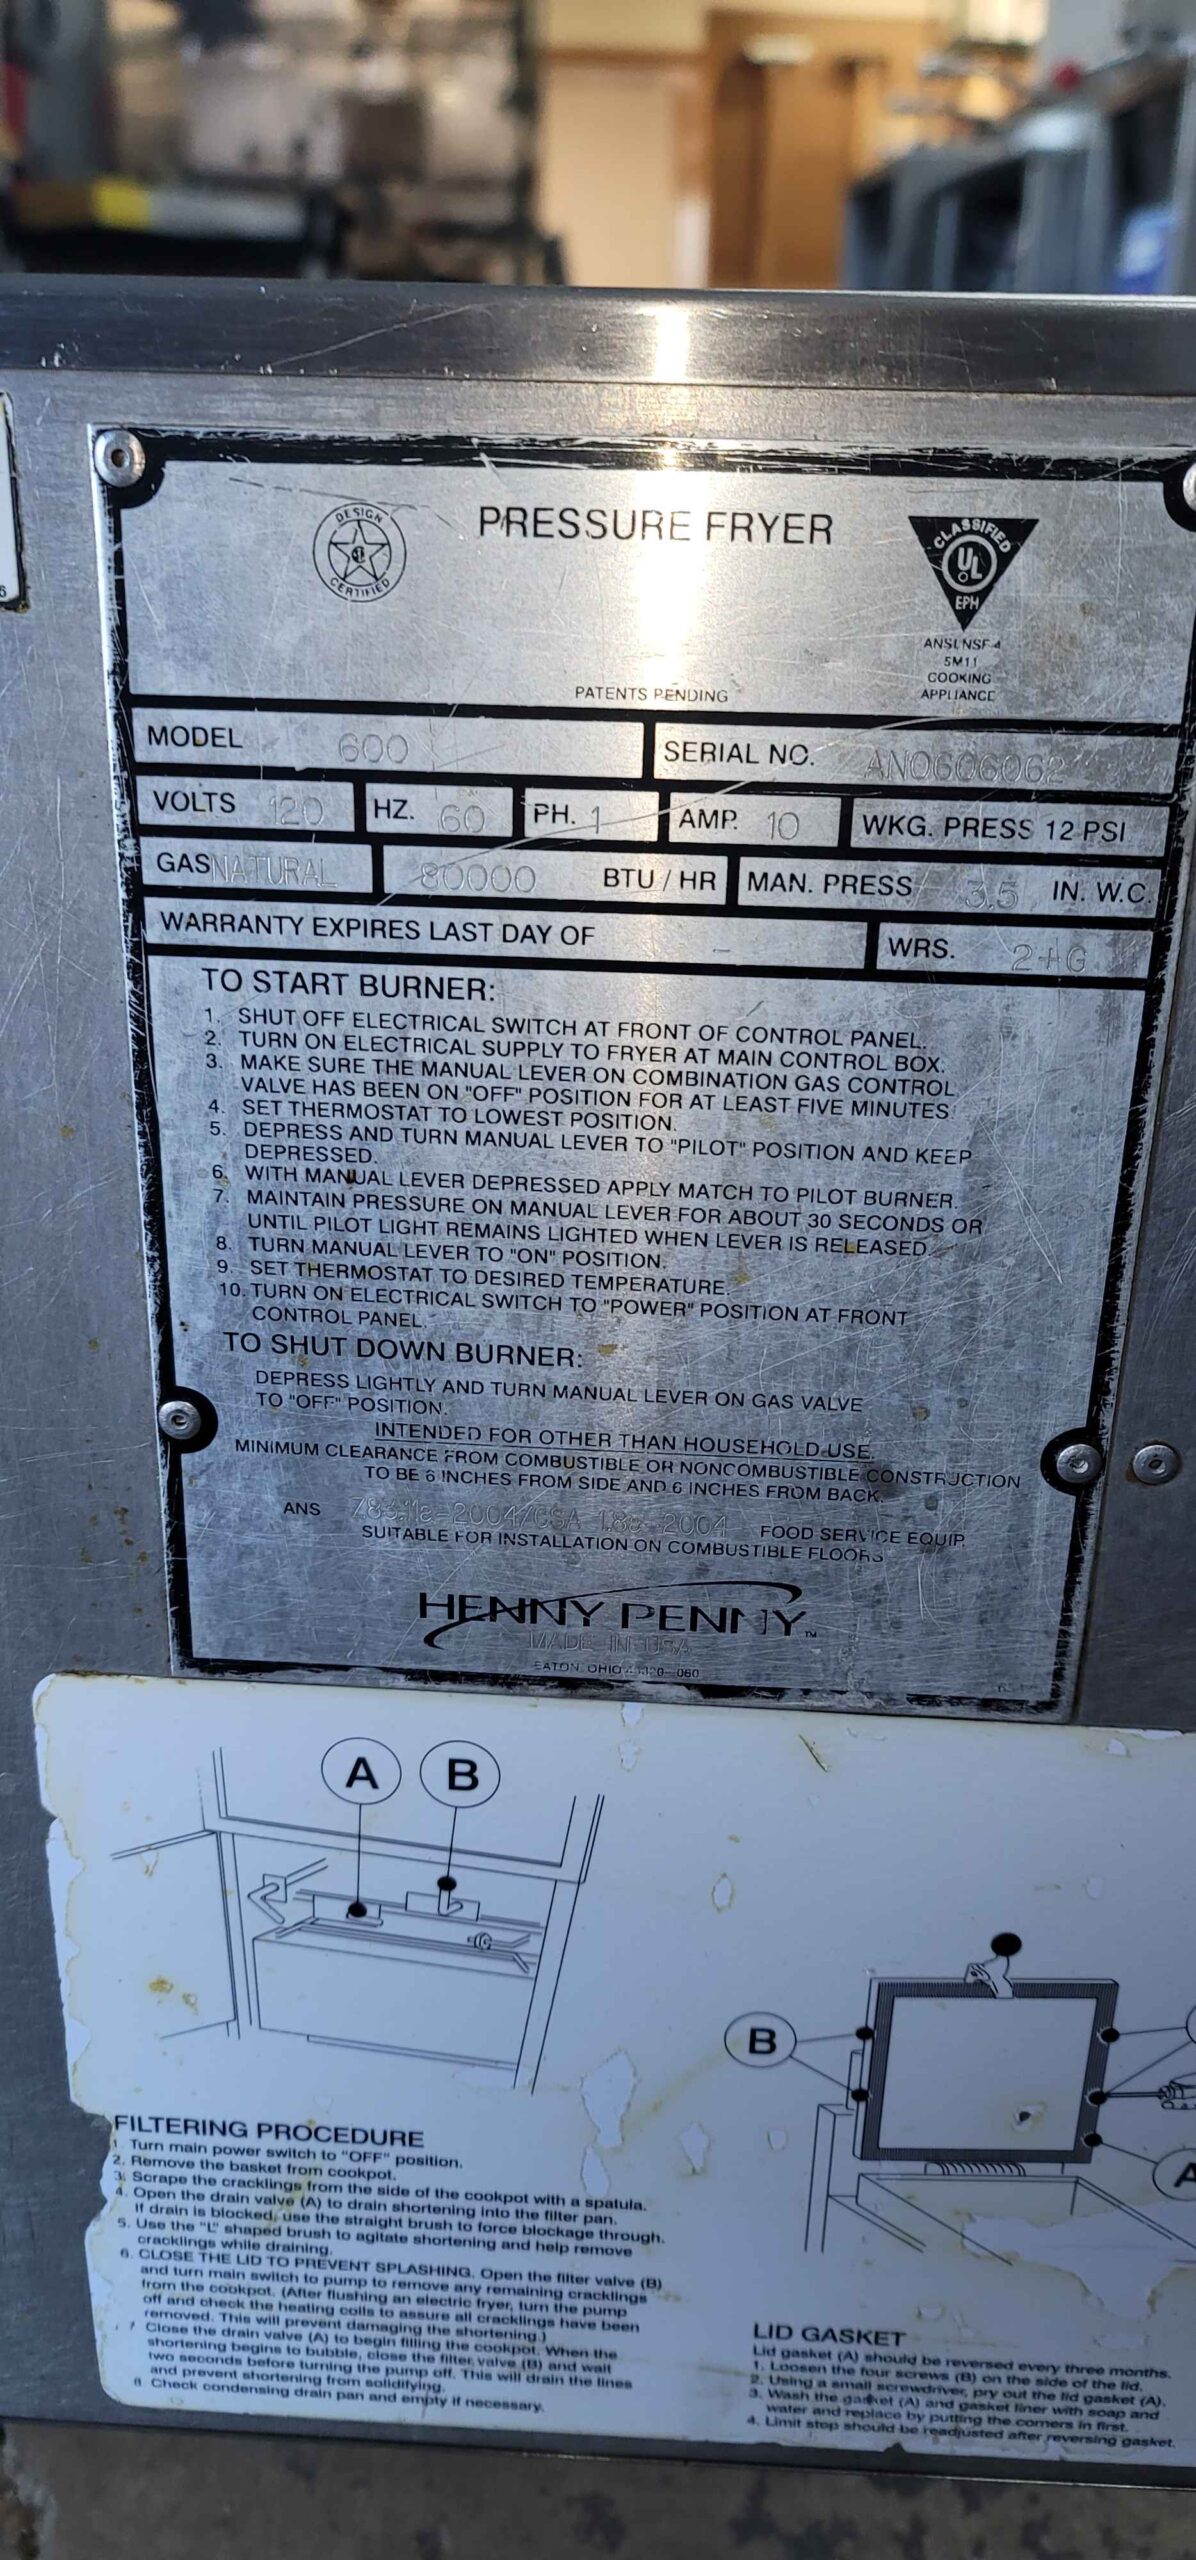 DESIGN
CERTIFIED
PRESSURE FRYER
CLASSIFIED
UL
EPH
ANSI/NSF 4
5M11
COOKING
APPLIANCE
PATENTS PENDING
MODEL 600 SERIAL NO. AN0606062
VOLTS 120 HZ. 60 PH. 1 AMP. 10 WKG. PRESS 12 PSI
GAS NATURAL 80000 BTU / HR MAN. PRESS 3.5 IN. W.C.
WARRANTY EXPIRES LAST DAY OF - WRS. 2+G
TO START BURNER:
1. SHUT OFF ELECTRICAL SWITCH AT FRONT OF CONTROL PANEL.
2. TURN ON ELECTRICAL SUPPLY TO FRYER AT MAIN CONTROL BOX.
3. MAKE SURE THE MANUAL LEVER ON COMBINATION GAS CONTROL
VALVE HAS BEEN ON "OFF" POSITION FOR AT LEAST FIVE MINUTES.
4. SET THERMOSTAT TO LOWEST POSITION.
5. DEPRESS AND TURN MANUAL LEVER TO "PILOT" POSITION AND KEEP
DEPRESSED.
6. WITH MANUAL LEVER DEPRESSED APPLY MATCH TO PILOT BURNER.
7. MAINTAIN PRESSURE ON MANUAL LEVER FOR ABOUT 30 SECONDS OR
UNTIL PILOT LIGHT REMAINS LIGHTED WHEN LEVER IS RELEASED.
8. TURN MANUAL LEVER TO "ON" POSITION.
9. SET THERMOSTAT TO DESIRED TEMPERATURE.
10. TURN ON ELECTRICAL SWITCH TO "POWER" POSITION AT FRONT
CONTROL PANEL.
TO SHUT DOWN BURNER:
DEPRESS LIGHTLY AND TURN MANUAL LEVER ON GAS VALVE
TO "OFF" POSITION.
INTENDED FOR OTHER THAN HOUSEHOLD USE.
MINIMUM CLEARANCE FROM COMBUSTIBLE OR NONCOMBUSTIBLE CONSTRUCTION
TO BE 6 INCHES FROM SIDE AND 6 INCHES FROM BACK.
ANS Z83.11a-2004/CSA 1.8a-2004 FOOD SERVICE EQUIP.
SUITABLE FOR INSTALLATION ON COMBUSTIBLE FLOORS
HENNY PENNY™
MADE IN USA
EATON, OHIO
A B
B
A
FILTERING PROCEDURE
1. Turn main power switch to "OFF" position.
2. Remove the basket from cookpot.
3. Scrape the cracklings from the side of the cookpot with a spatula.
4. Open the drain valve (A) to drain shortening into the filter pan.
If drain is blocked, use the straight brush to force blockage through.
5. Use the "L" shaped brush to agitate shortening and help remove
cracklings while draining.
6. CLOSE THE LID TO PREVENT SPLASHING. Open the filter valve (B)
and turn main switch to pump to remove any remaining cracklings
from the cookpot. (After flushing an electric fryer, turn the pump
off and check the heating coils to assure all cracklings have been
removed. This will prevent damaging the shortening.)
7 Close the drain valve (A) to begin filling the cookpot. When the
shortening begins to bubble, close the filter valve (B) and wait
two seconds before turning the pump off. This will drain the lines
and prevent shortening from solidifying.
8 Check condensing drain pan and empty if necessary.
LID GASKET
Lid gasket (A) should be reversed every three months.
1. Loosen the four screws (B) on the side of the lid.
2. Using a small screwdriver, pry out the lid gasket (A).
3. Wash the gasket (A) and gasket liner with soap and
water and replace by putting the corners in first.
4. Limit stop should be readjusted after reversing gasket.